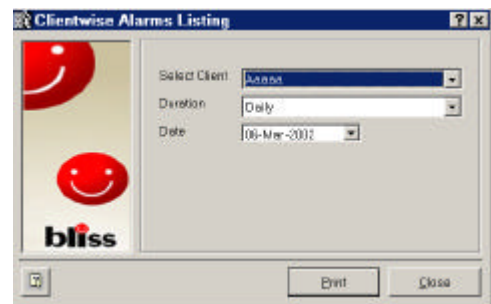 Clientwise Alarms Listing
Select Client Aaaaa
Duration Daily
Date 06-Mar-2002
bliss
Print Close